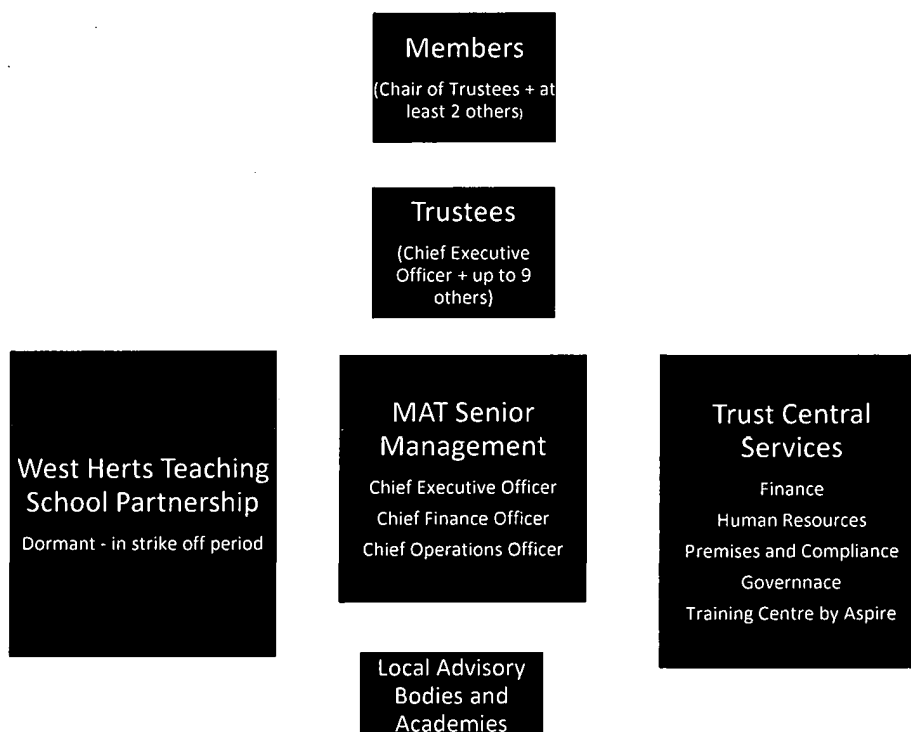 Members
(Chair of Trustees + at
least 2 others)
Trustees
(Chief Executive
Officer + up to 9
others)
West Herts Teaching
School Partnership
Dormant - in strike off period
MAT Senior
Management
Chief Executive Officer
Chief Finance Officer
Chief Operations Officer
Trust Central
Services
Finance
Human Resources
Premises and Compliance
Governnace
Training Centre by Aspire
Local Advisory
Bodies and
Academies